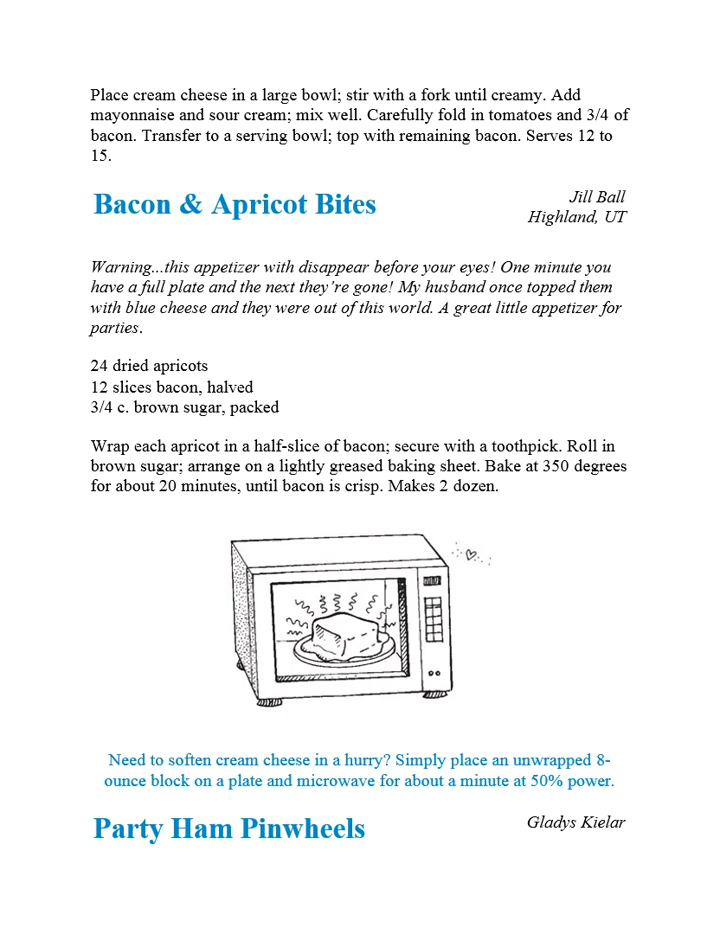 Place cream cheese in a large bowl; stir with a fork until creamy. Add
mayonnaise and sour cream; mix well. Carefully fold in tomatoes and 3/4 of
bacon. Transfer to a serving bowl; top with remaining bacon. Serves 12 to
15.
Bacon & Apricot Bites
Jill Ball
Highland, UT
Warning...this appetizer with disappear before your eyes! One minute you
have a full plate and the next they’re gone! My husband once topped them
with blue cheese and they were out of this world. A great little appetizer for
parties.
24 dried apricots
12 slices bacon, halved
3/4 c. brown sugar, packed
Wrap each apricot in a half-slice of bacon; secure with a toothpick. Roll in
brown sugar; arrange on a lightly greased baking sheet. Bake at 350 degrees
for about 20 minutes, until bacon is crisp. Makes 2 dozen.
Need to soften cream cheese in a hurry? Simply place an unwrapped 8-
ounce block on a plate and microwave for about a minute at 50% power.
Party Ham Pinwheels
Gladys Kielar